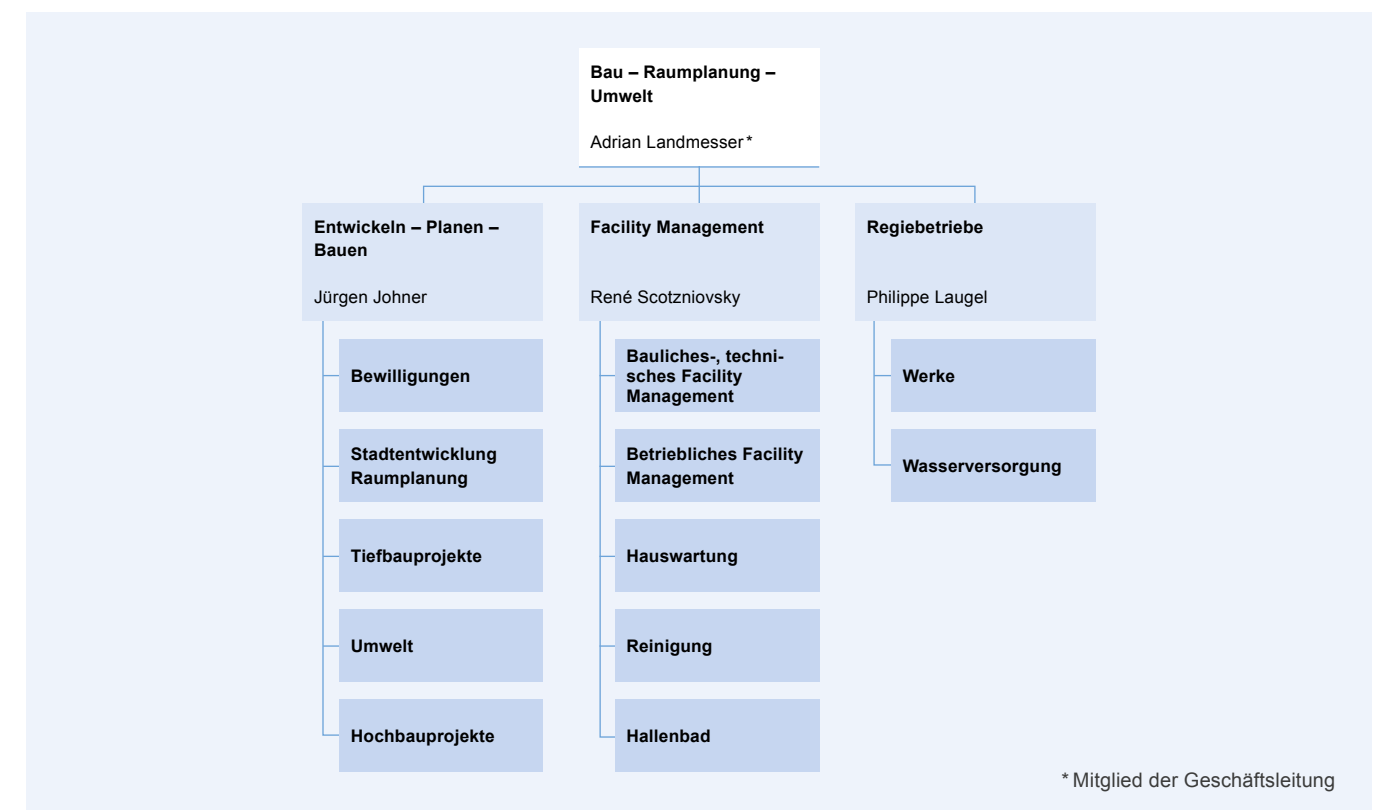 Bau – Raumplanung –
Umwelt
Adrian Landmesser*
Entwickeln – Planen –
Bauen
Jürgen Johner
Bewilligungen
Stadtentwicklung
Raumplanung
Tiefbauprojekte
Umwelt
Hochbauprojekte
Facility Management
René Scotzniovsky
Bauliches-, techni-
sches Facility
Management
Betriebliches Facility
Management
Hauswartung
Reinigung
Hallenbad
Regiebetriebe
Philippe Laugel
Werke
Wasserversorgung
* Mitglied der Geschäftsleitung